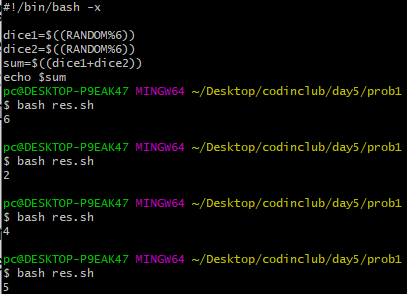 #!/bin/bash -x
dice1=$((RANDOM%6))
dice2=$((RANDOM%6))
sum=$((dice1+dice2))
echo $sum
pc@DESKTOP-P9EAK47 MINGW64 ~/Desktop/codinclub/day5/prob1
$ bash res.sh
6
pc@DESKTOP-P9EAK47 MINGW64 ~/Desktop/codinclub/day5/prob1
$ bash res.sh
2
pc@DESKTOP-P9EAK47 MINGW64 ~/Desktop/codinclub/day5/prob1
$ bash res.sh
4
pc@DESKTOP-P9EAK47 MINGW64 ~/Desktop/codinclub/day5/prob1
$ bash res.sh
5